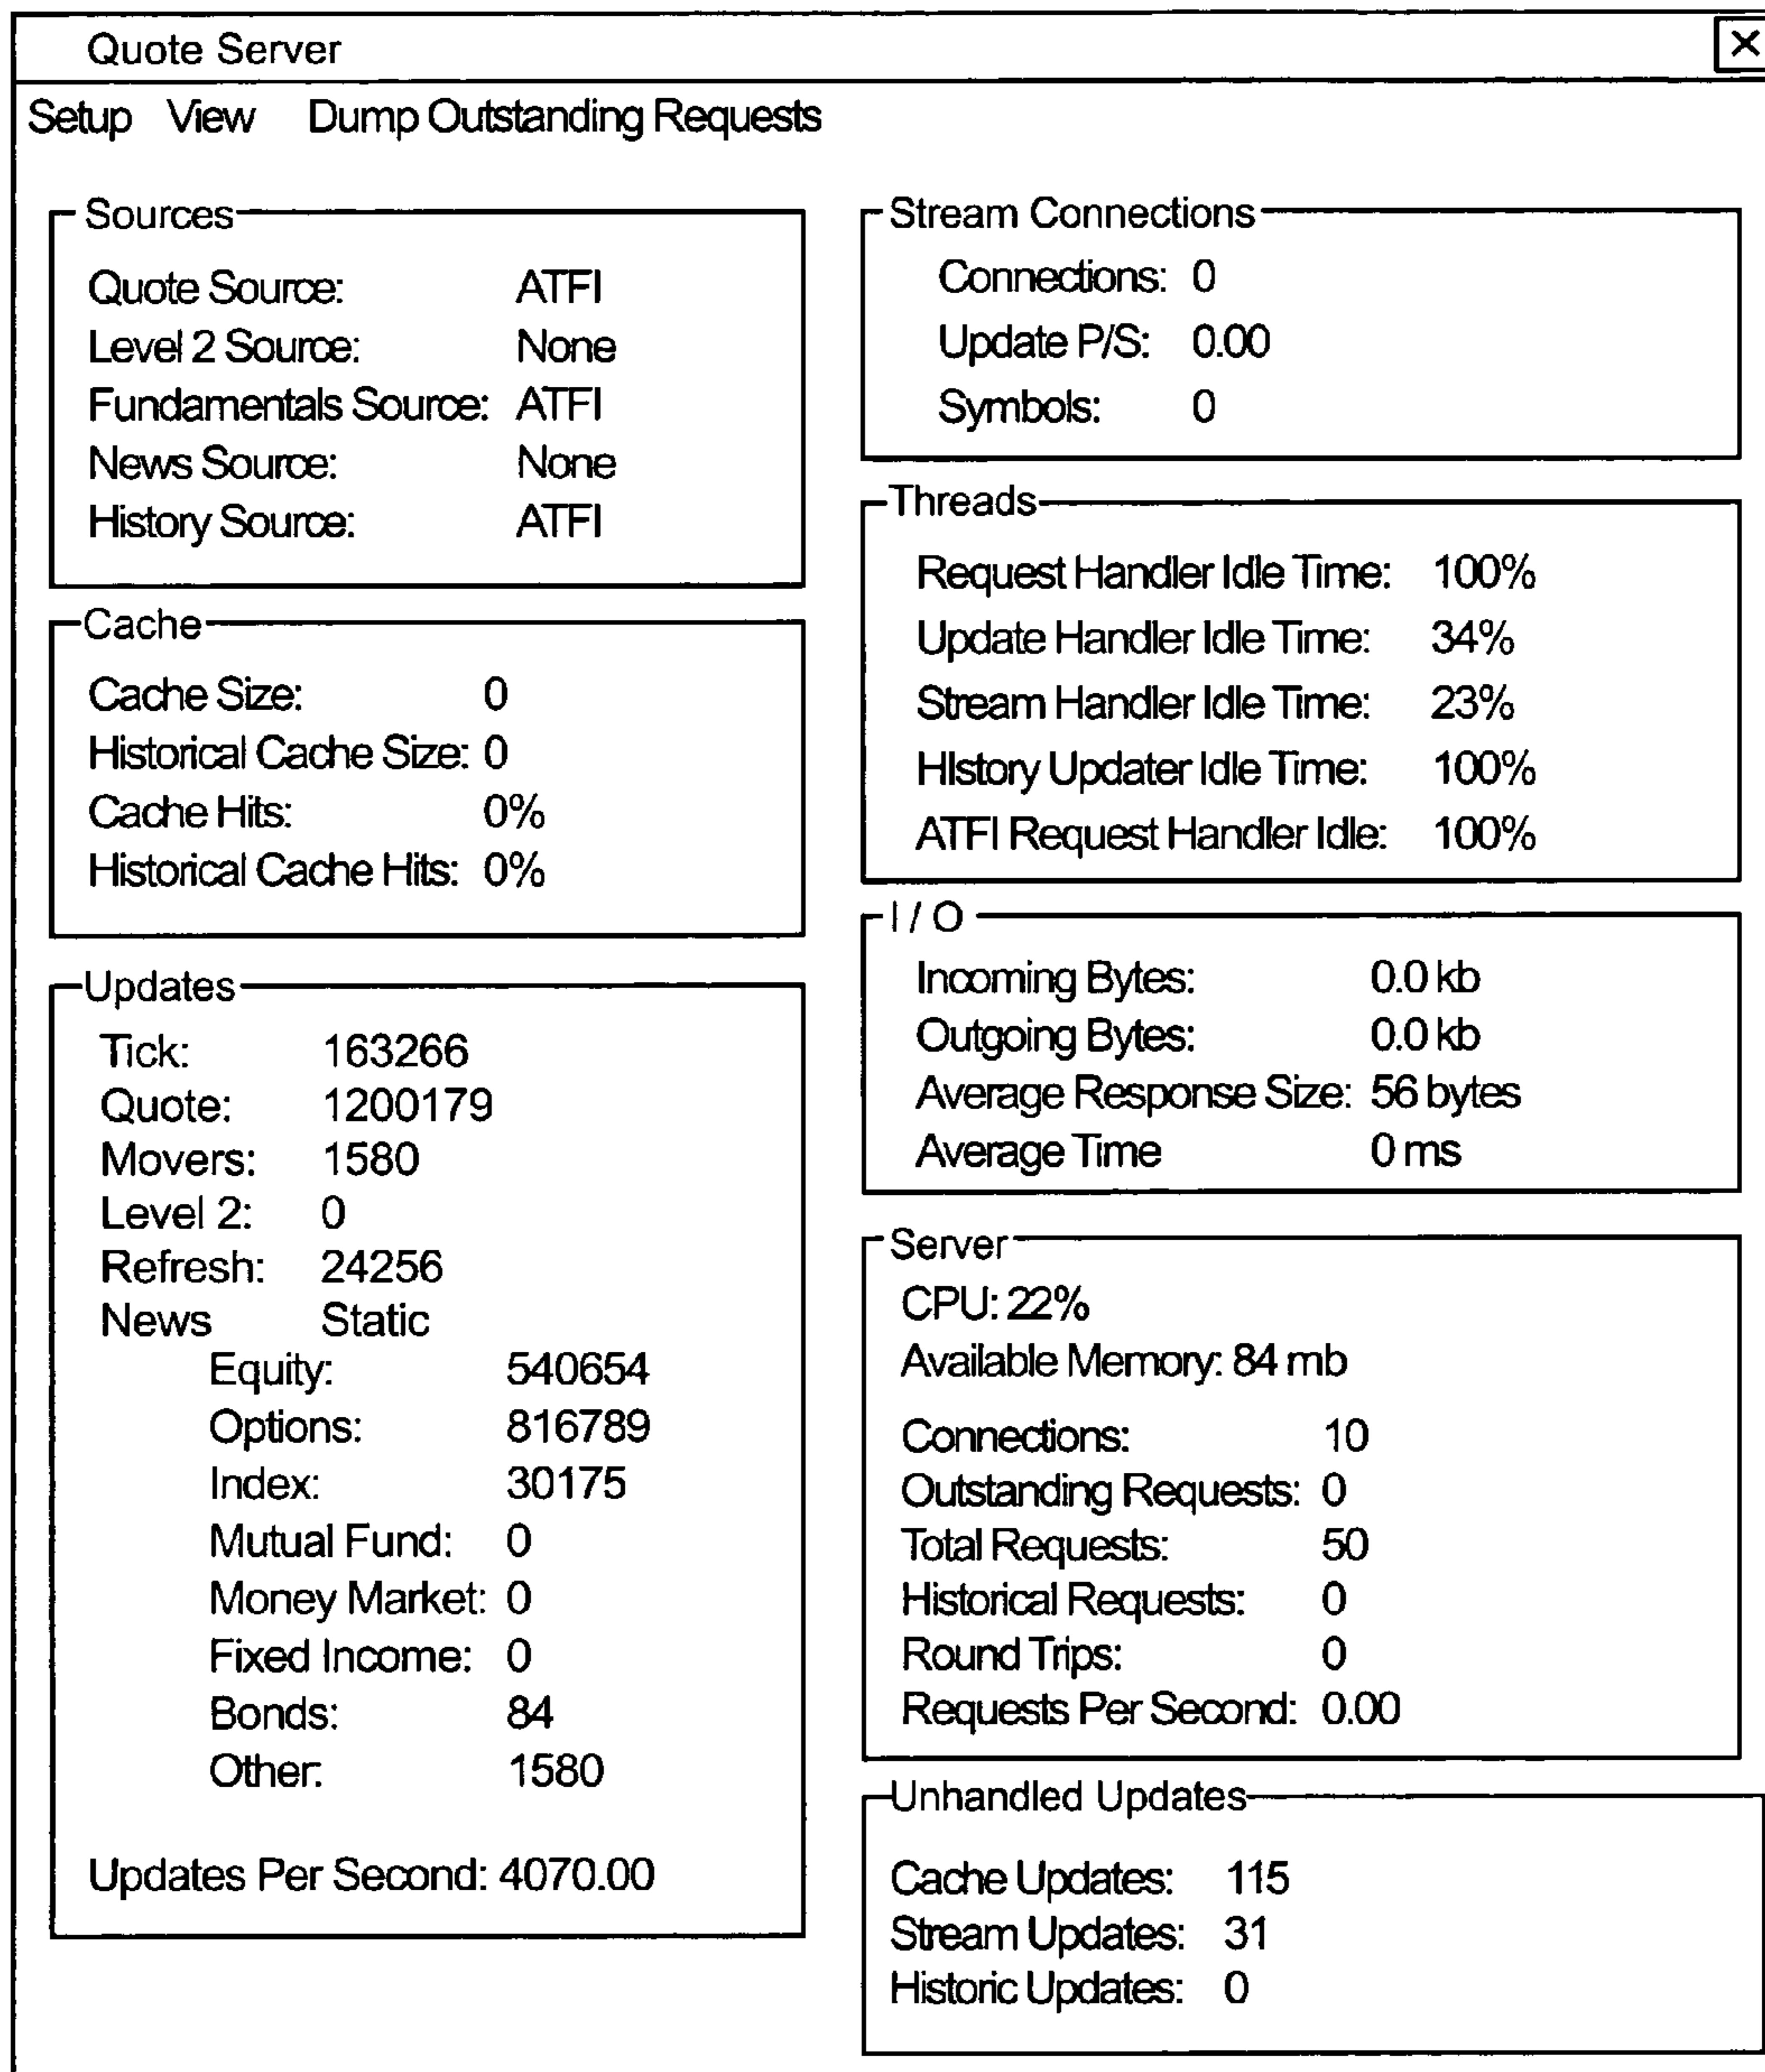 Quote Server
Setup View Dump Outstanding Requests
Sources
Quote Source: ATFI
Level 2 Source: None
Fundamentals Source: ATFI
News Source: None
History Source: ATFI
Cache
Cache Size: 0
Historical Cache Size: 0
Cache Hits: 0%
Historical Cache Hits: 0%
Updates
Tick: 163266
Quote: 1200179
Movers: 1580
Level 2: 0
Refresh: 24256
News Static
Equity: 540654
Options: 816789
Index: 30175
Mutual Fund: 0
Money Market: 0
Fixed Income: 0
Bonds: 84
Other: 1580
Updates Per Second: 4070.00
Stream Connections
Connections: 0
Update P/S: 0.00
Symbols: 0
Threads
Request Handler Idle Time: 100%
Update Handler Idle Time: 34%
Stream Handler Idle Time: 23%
HIstory Updater Idle Time: 100%
ATFI Request Handler Idle: 100%
I / O
Incoming Bytes: 0.0 kb
Outgoing Bytes: 0.0 kb
Average Response Size: 56 bytes
Average Time 0 ms
Server
CPU: 22%
Available Memory: 84 mb
Connections: 10
Outstanding Requests: 0
Total Requests: 50
Historical Requests: 0
Round Trips: 0
Requests Per Second: 0.00
Unhandled Updates
Cache Updates: 115
Stream Updates: 31
Historic Updates: 0